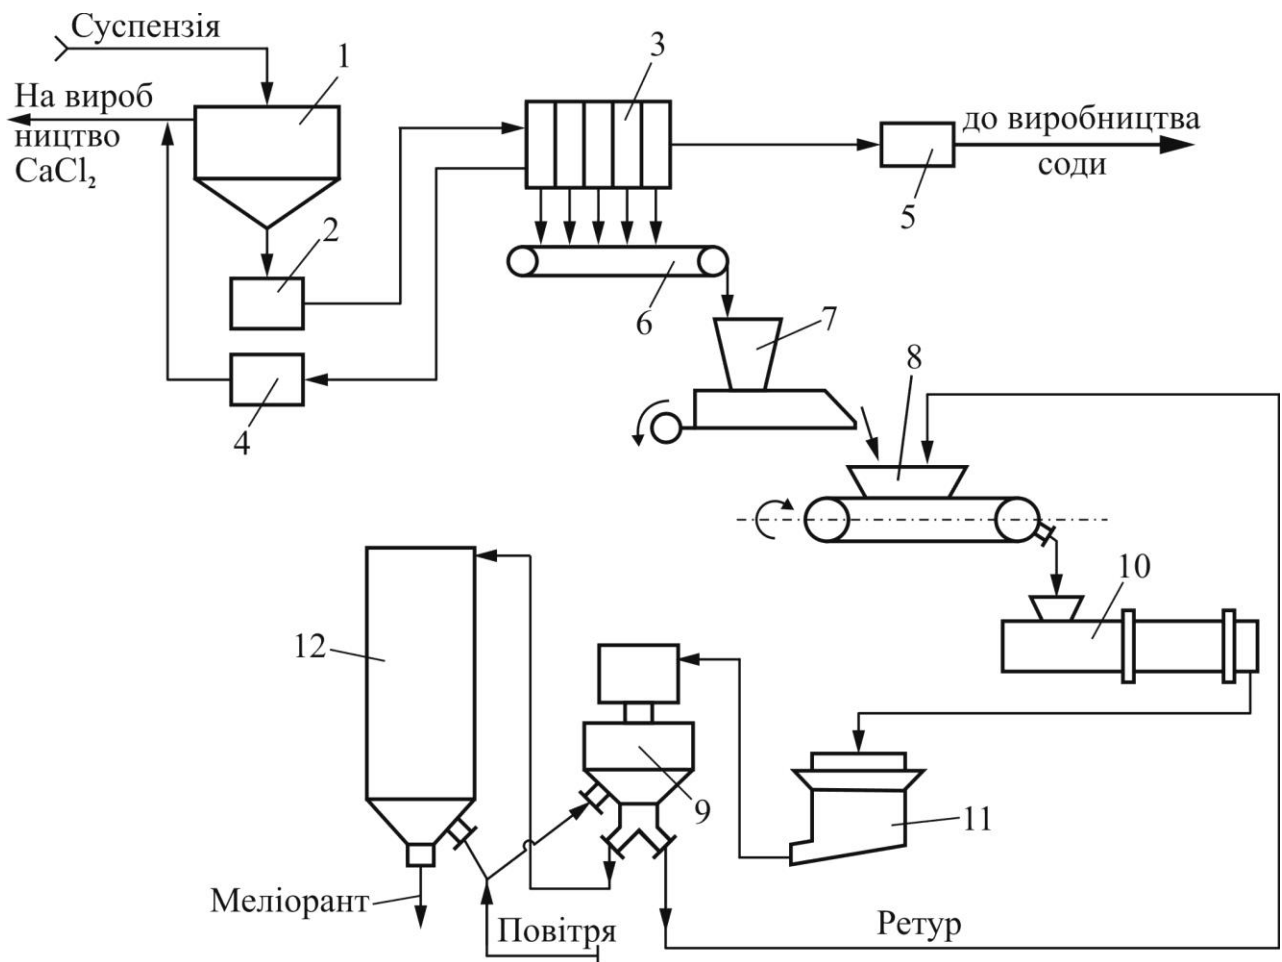 Суспензія
1
3
На вироб
ництво
CaCl₂
до виробництва
соди
5
2
6
7
4
8
10
12
9
11
Меліорант
Повітря
Ретур